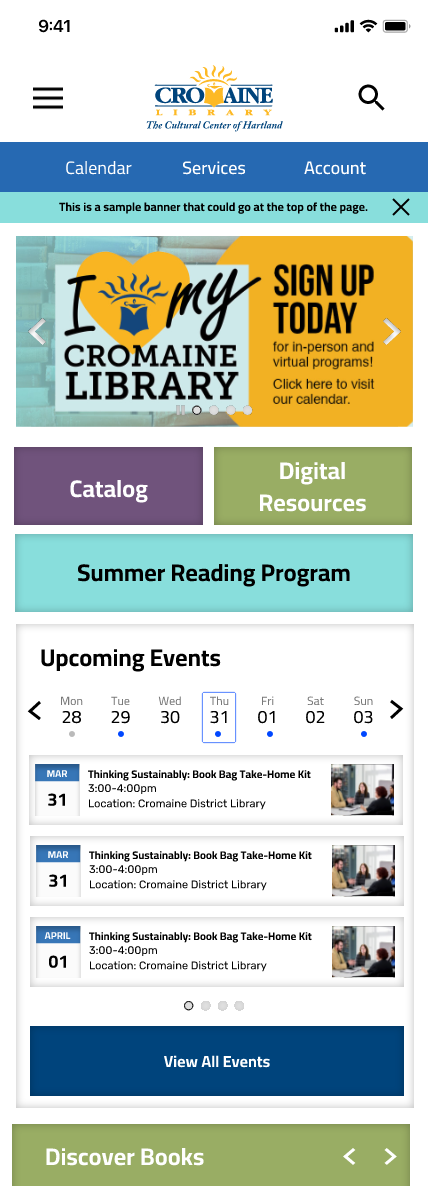 9:41
CROMAINE
LIBRARY
The Cultural Center of Hartland
Calendar Services Account
This is a sample banner that could go at the top of the page.
I my
CROMAINE
LIBRARY
SIGN UP
TODAY
for in-person and
virtual programs!
Click here to visit
our calendar.
Catalog
Digital
Resources
Summer Reading Program
Upcoming Events
Mon Tue Wed Thu Fri Sat Sun
28 29 30 31 01 02 03
MAR
31
Thinking Sustainably: Book Bag Take-Home Kit
3:00-4:00pm
Location: Cromaine District Library
MAR
31
Thinking Sustainably: Book Bag Take-Home Kit
3:00-4:00pm
Location: Cromaine District Library
APRIL
01
Thinking Sustainably: Book Bag Take-Home Kit
3:00-4:00pm
Location: Cromaine District Library
View All Events
Discover Books